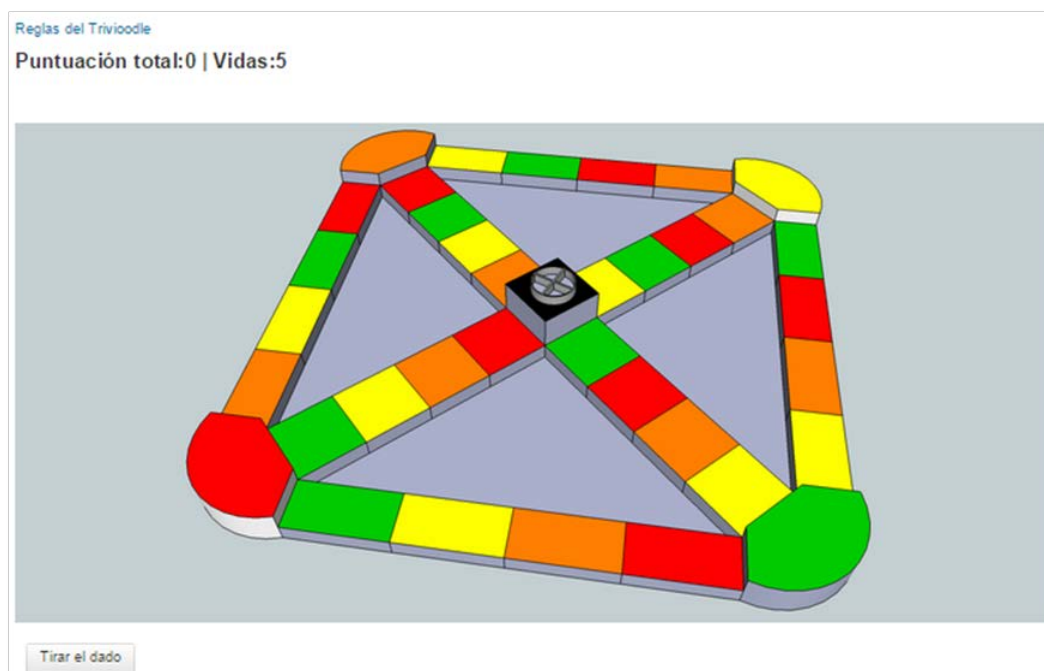 Reglas del Trivioodle
Puntuación total:0 | Vidas:5
Tirar el dado